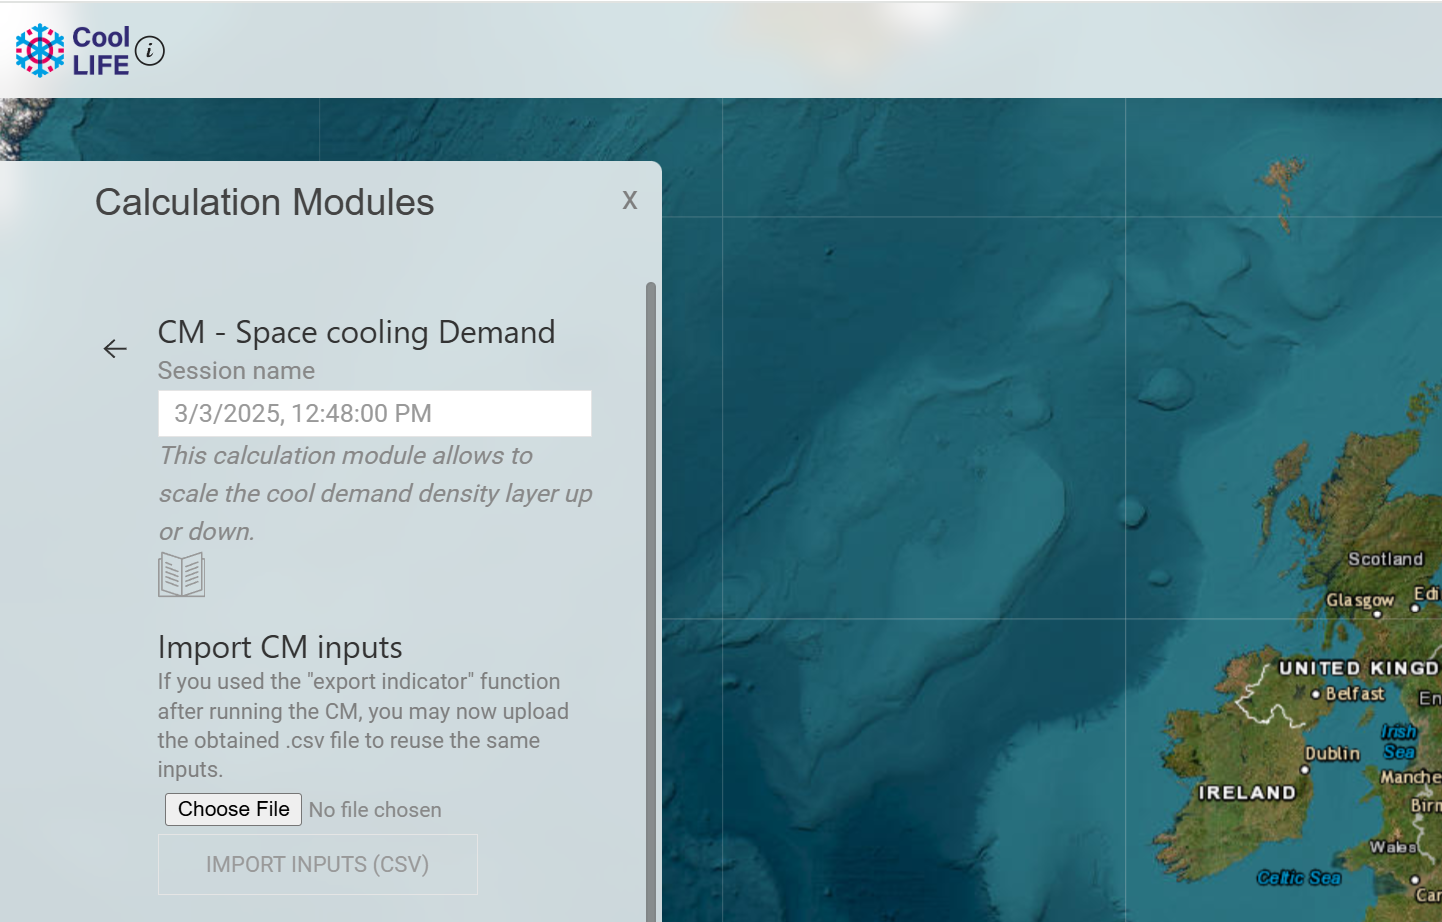 Cool
LIFE
i
Calculation Modules
X
CM - Space cooling Demand
Session name
3/3/2025, 12:48:00 PM
This calculation module allows to
scale the cool demand density layer up
or down.
Import CM inputs
If you used the "export indicator" function
after running the CM, you may now upload
the obtained .csv file to reuse the same
inputs.
Choose File No file chosen
IMPORT INPUTS (CSV)
Scotland
Glasgow
Edi
UNITED KINGD
Belfast
En
Irish
Sea
Dublin
Manche
IRELAND
Birm
Wales
Celtic Sea
Car